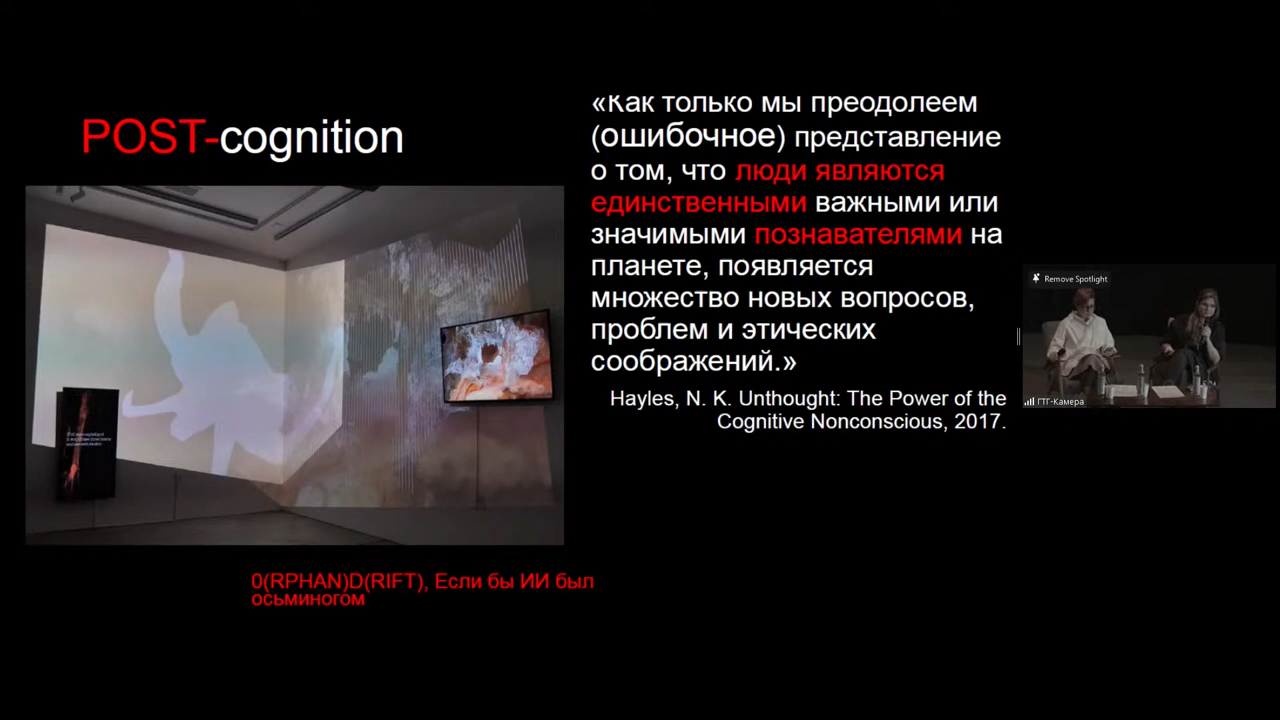 POST-cognition
«Как только мы преодолеем
(ошибочное) представление
о том, что люди являются
единственными важными или
значимыми познавателями на
планете, появляется
множество новых вопросов,
проблем и этических
соображений.»
Hayles, N. K. Unthought: The Power of the
Cognitive Nonconscious, 2017.
Remove Spotlight
ГТГ-Камера
0(RPHAN)D(RIFT), Если бы ИИ был
осьминогом